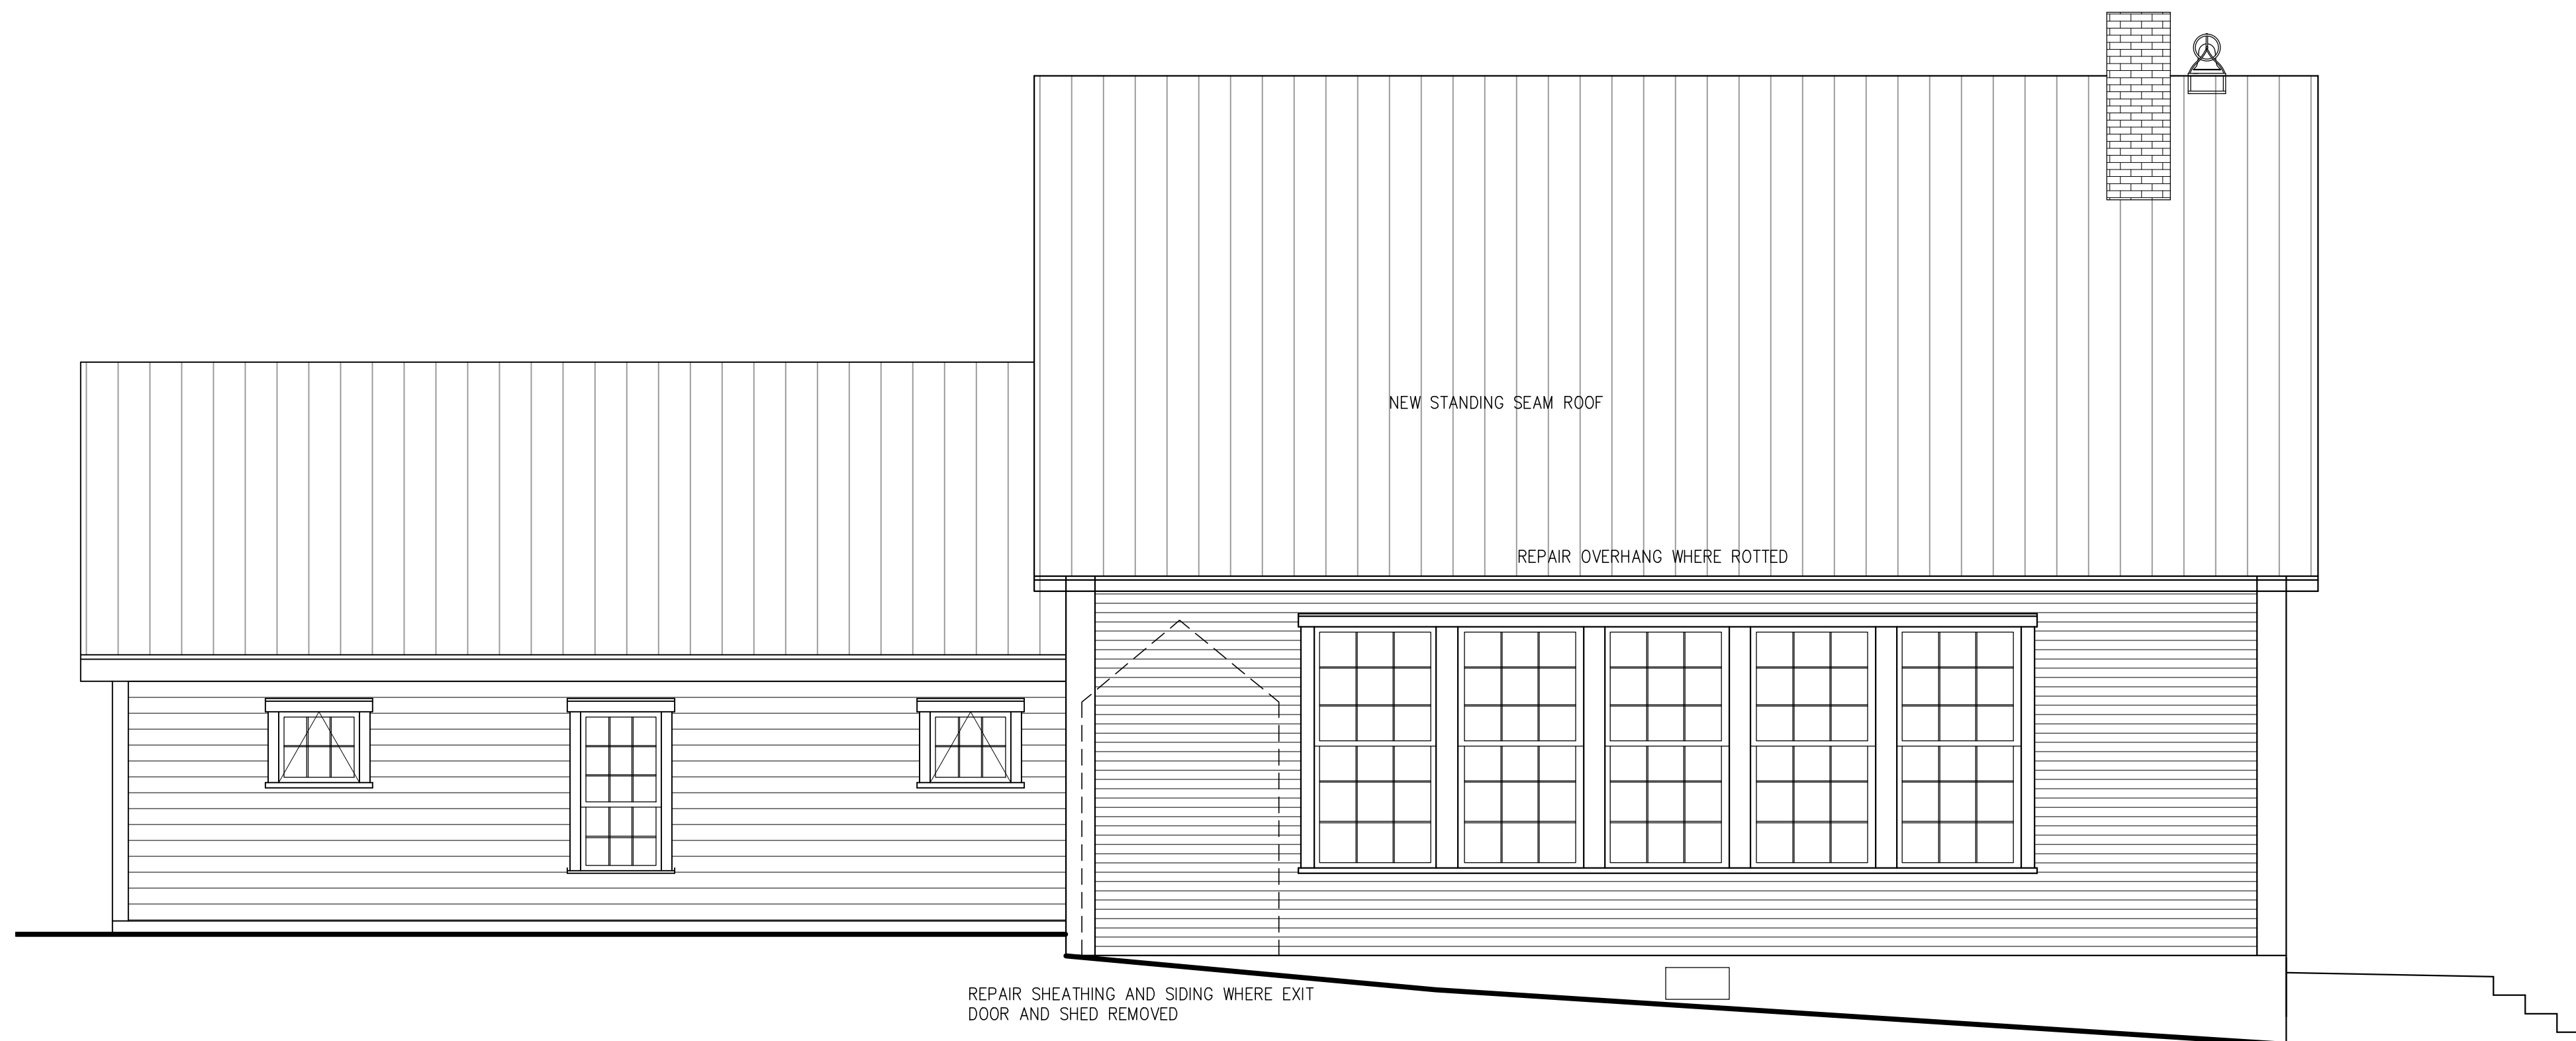 NEW STANDING SEAM ROOF
REPAIR OVERHANG WHERE ROTTED
REPAIR SHEATHING AND SIDING WHERE EXIT
DOOR AND SHED REMOVED